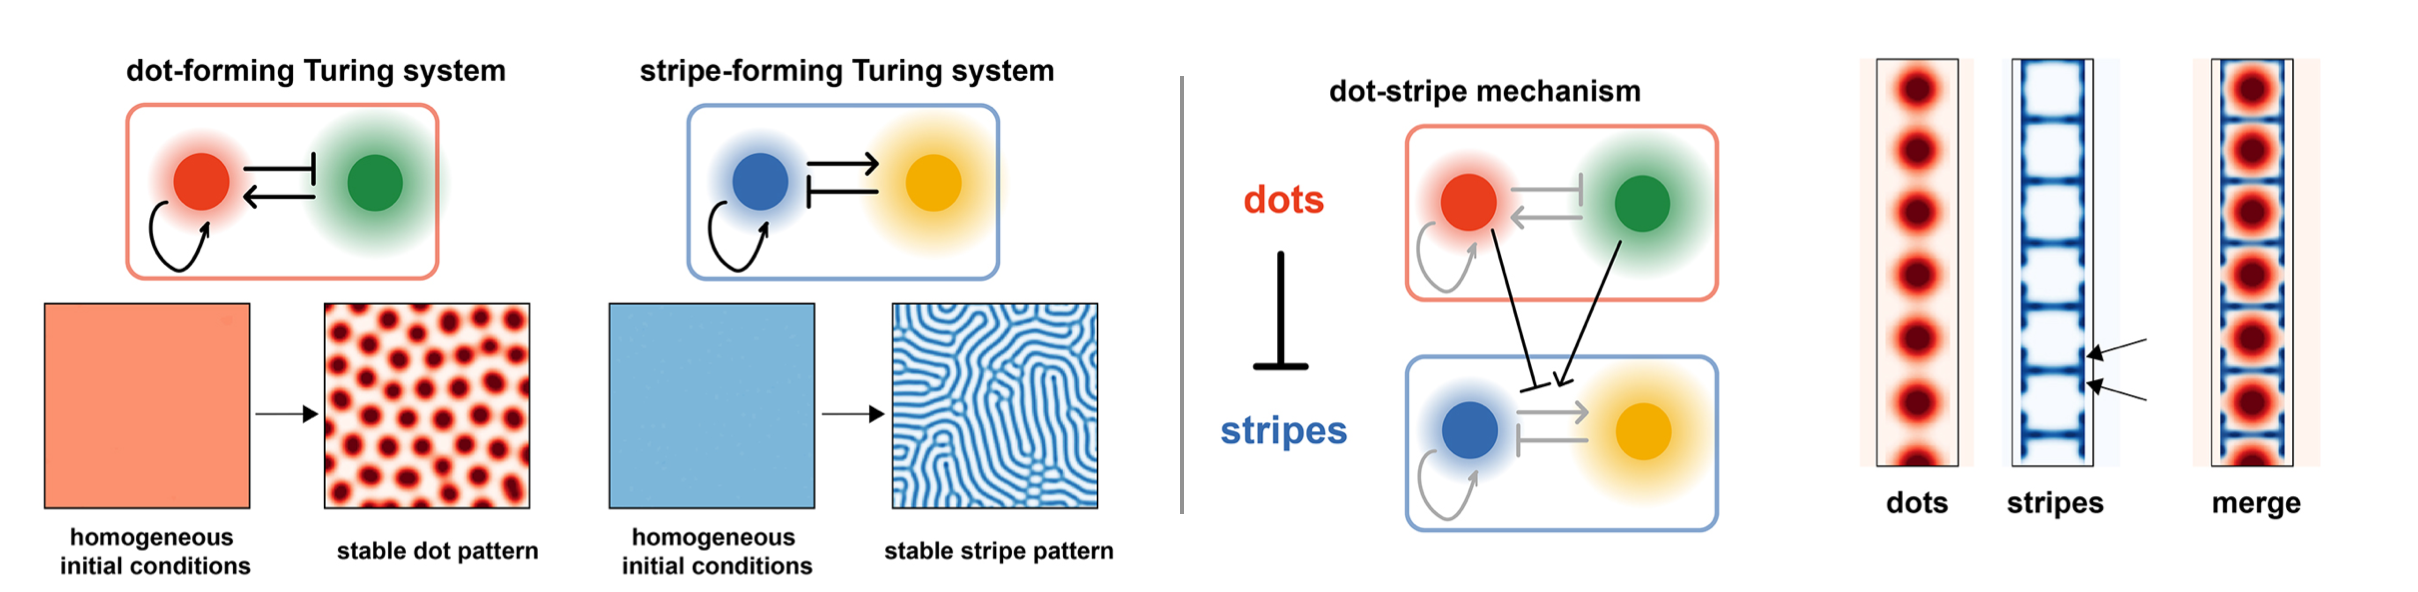 dot-forming Turing system
homogeneous
initial conditions
stable dot pattern
stripe-forming Turing system
homogeneous
initial conditions
stable stripe pattern
dots
stripes
dot-stripe mechanism
dots
stripes
merge